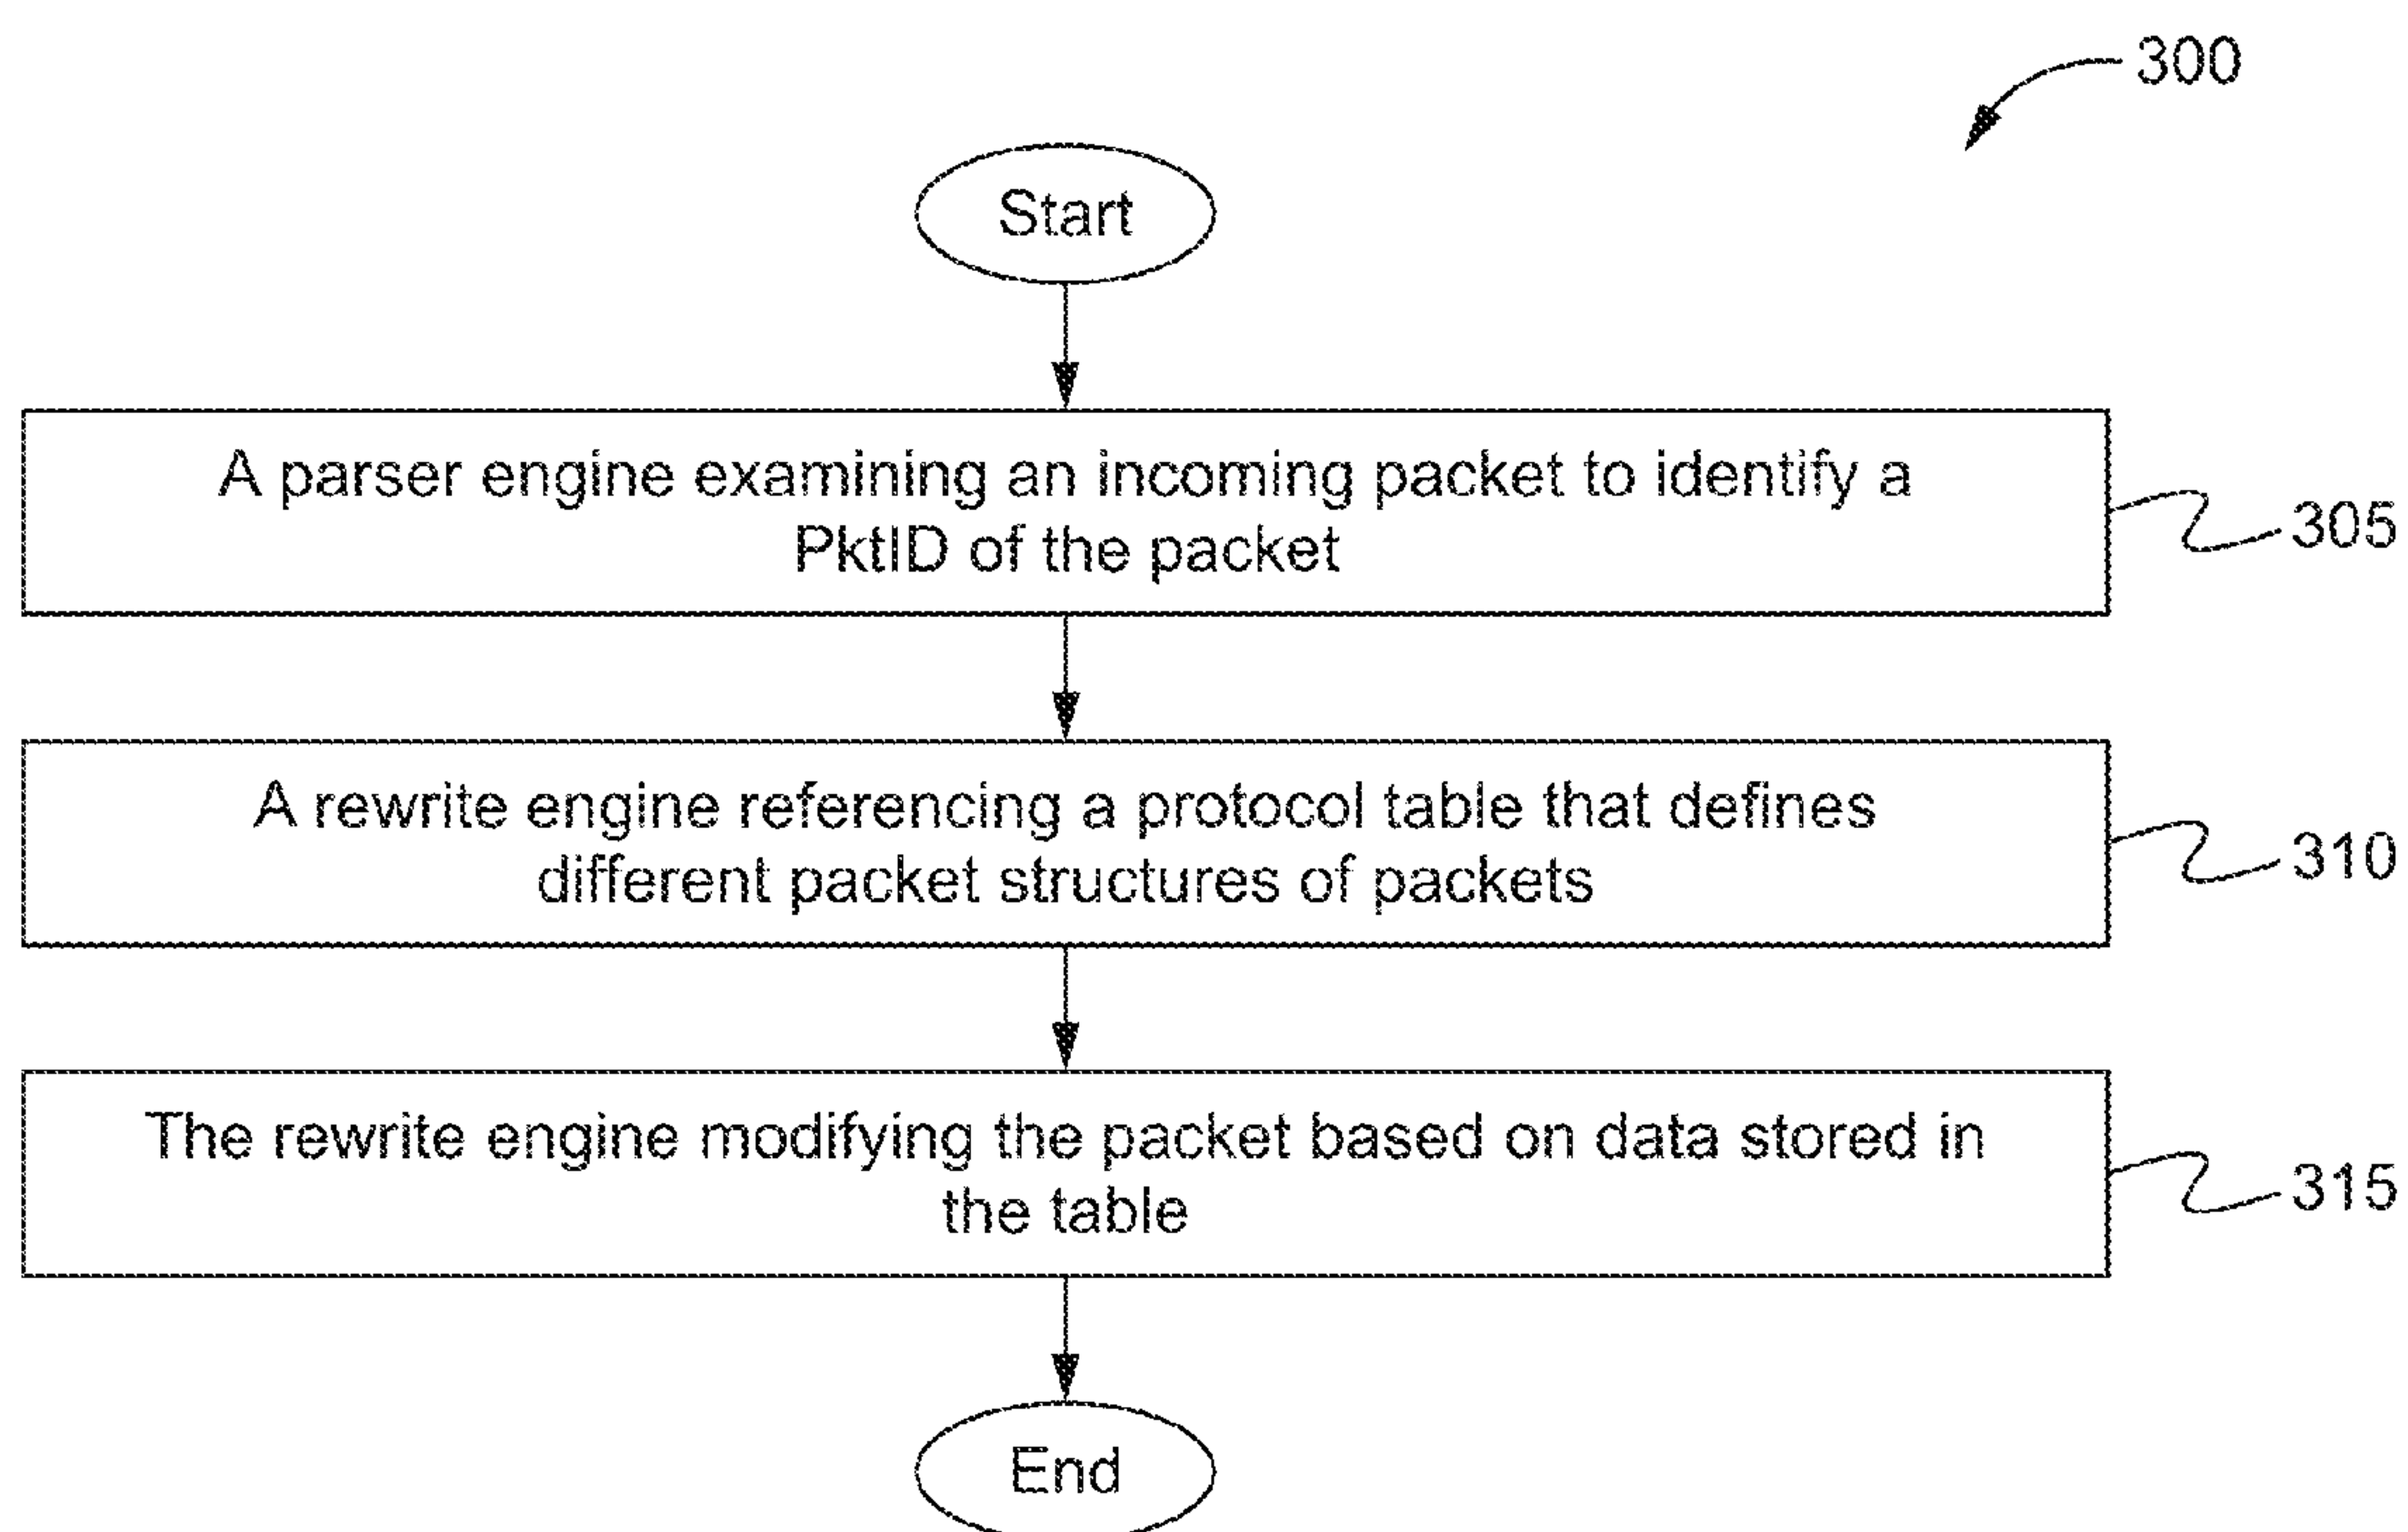 300
Start
A parser engine examining an incoming packet to identify a
PktID of the packet
305
A rewrite engine referencing a protocol table that defines
different packet structures of packets
310
The rewrite engine modifying the packet based on data stored in
the table
315
End